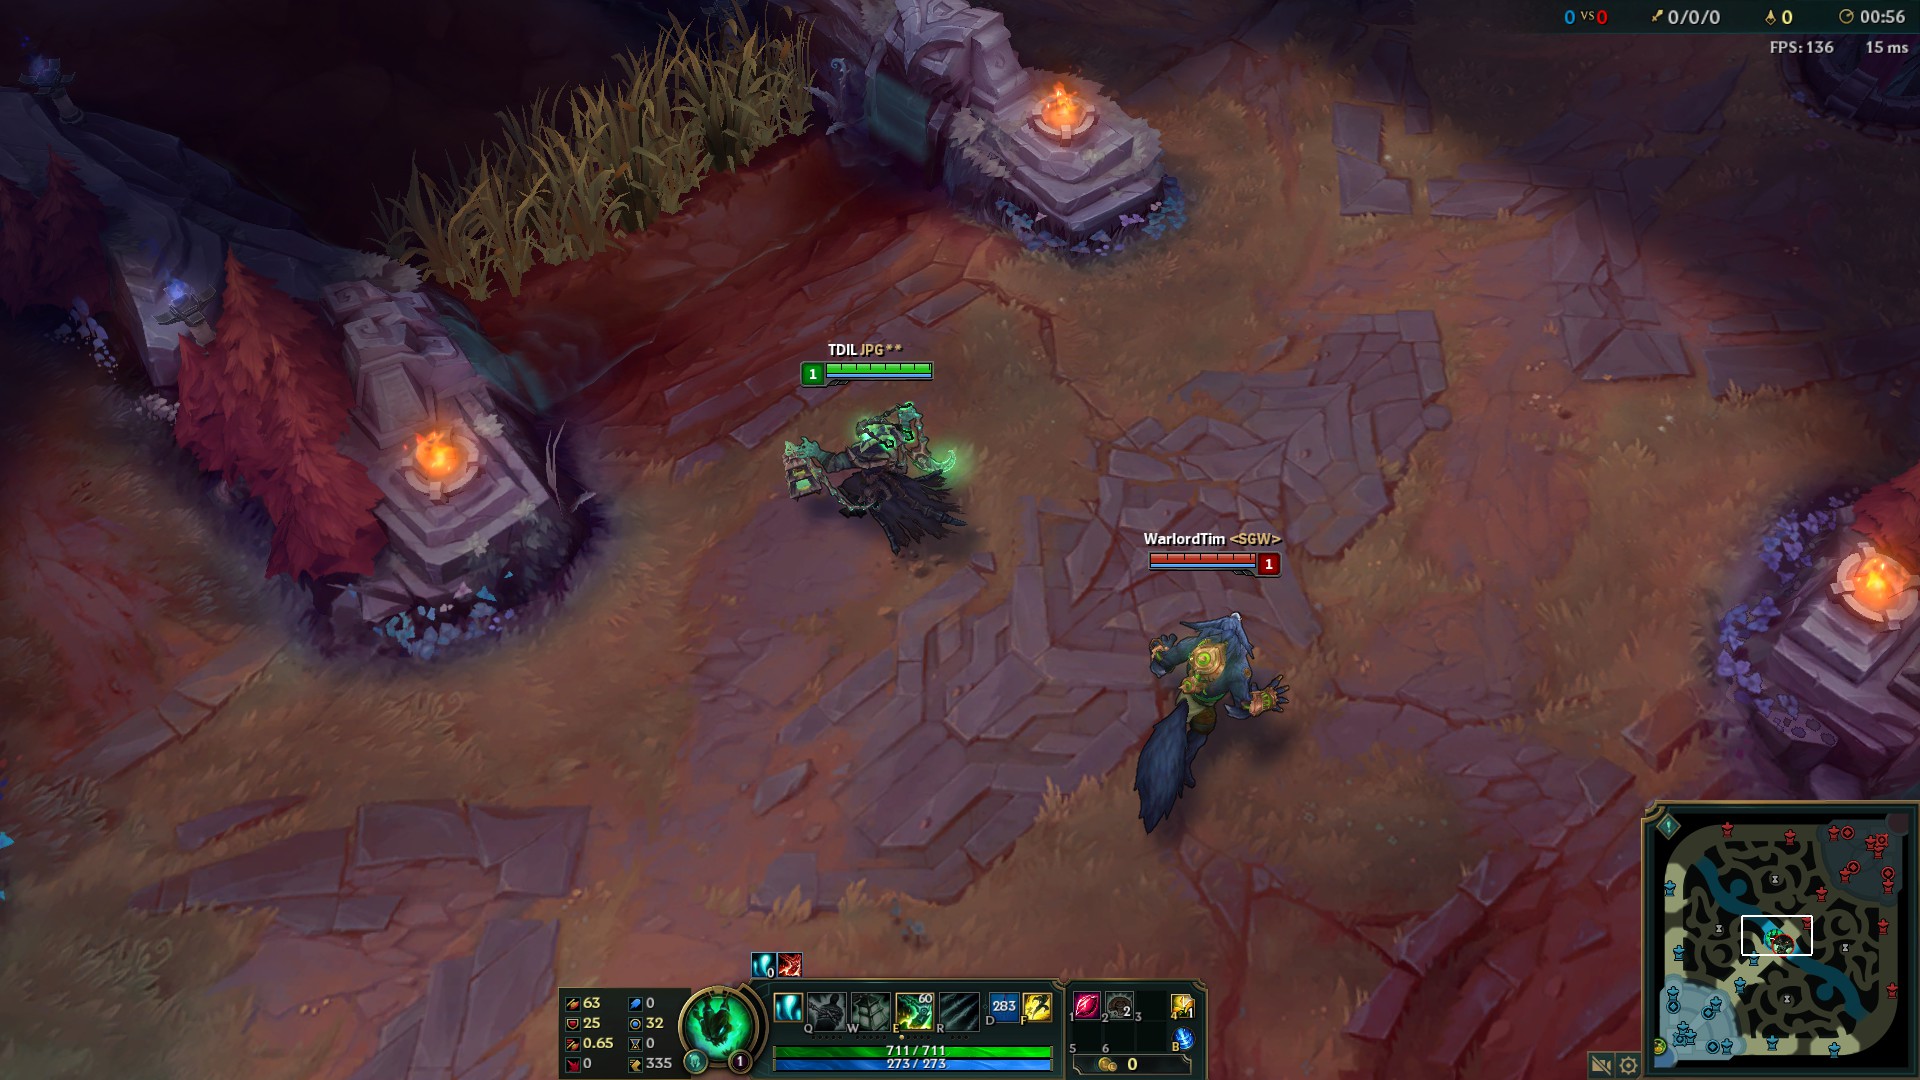 0 VS 0 0/0/0 0 00:56
FPS: 136 15 ms
TDIL JPG**
1
WarlordTim <SGW>
1
0
63 0
25 32
0.65 0
0 335
1
Q W E 60 R
283 D F
711 / 711
273 / 273
1 2 2 3 4 1
5 6 B
0